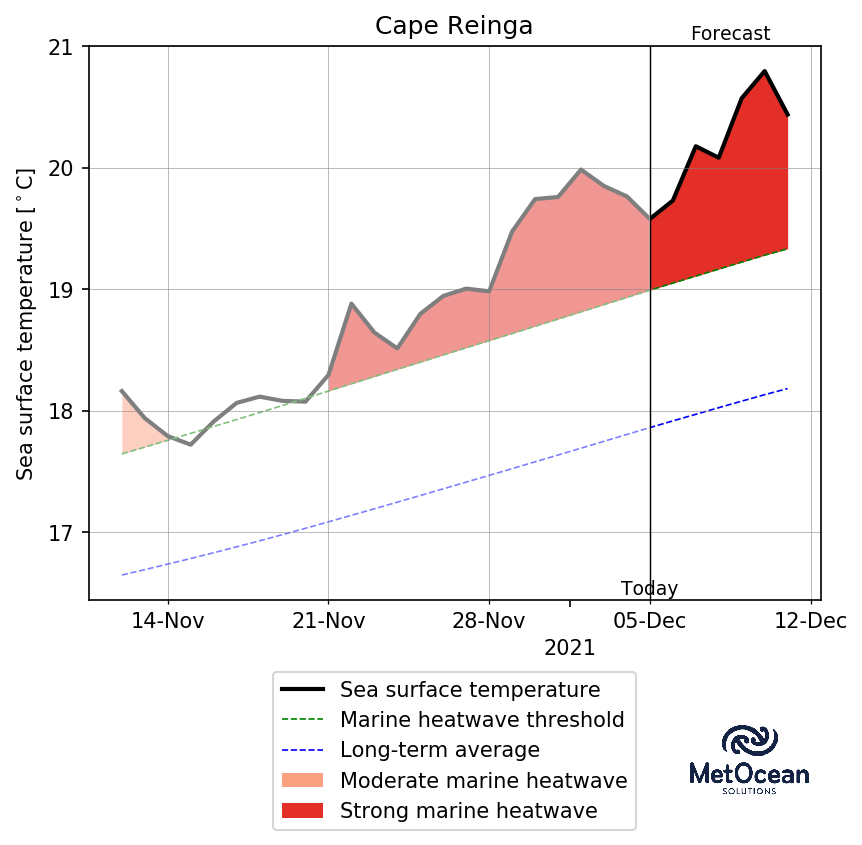 Cape Reinga
Forecast
21
20
19
18
17
Sea surface temperature [°C]
Today
14-Nov 21-Nov 28-Nov 05-Dec 12-Dec
2021
Sea surface temperature
Marine heatwave threshold
Long-term average
Moderate marine heatwave
Strong marine heatwave
MetOcean
SOLUTIONS